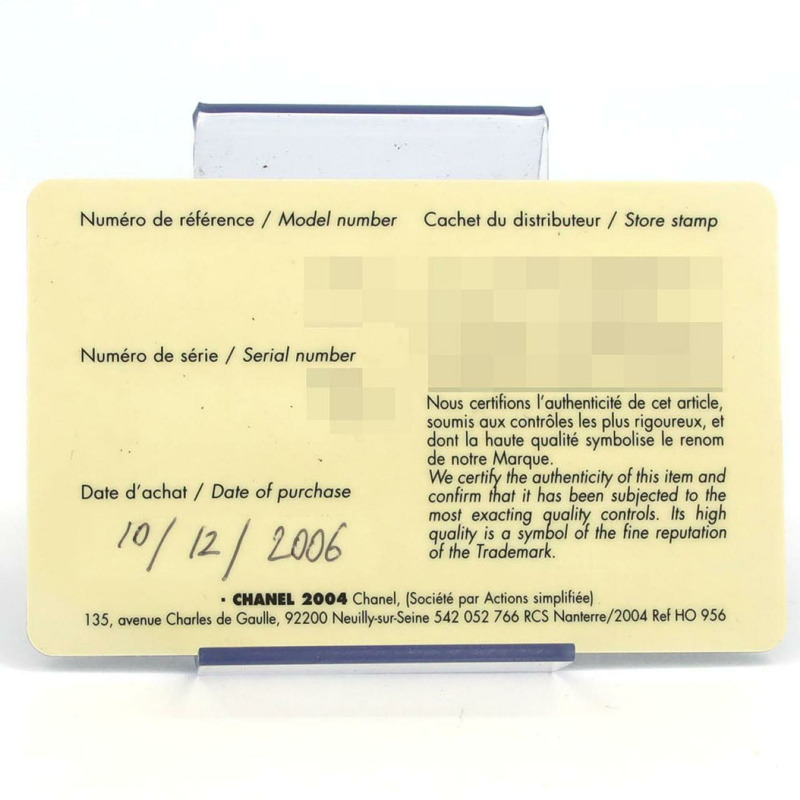 Numéro de référence / Model number
Cachet du distributeur / Store stamp
Numéro de série / Serial number
Nous certifions l'authenticité de cet article,
soumis aux contrôles les plus rigoureux, et
dont la haute qualité symbolise le renom
de notre Marque.
We certify the authenticity of this item and
confirm that it has been subjected to the
most exacting quality controls. Its high
quality is a symbol of the fine reputation
of the Trademark.
Date d'achat / Date of purchase
10/12/2006
· CHANEL 2004 Chanel, (Société par Actions simplifiée)
135, avenue Charles de Gaulle, 92200 Neuilly-sur-Seine 542 052 766 RCS Nanterre/2004 Ref HO 956